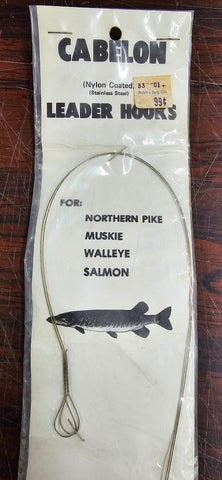 CABELON
(Nylon Coated,
(Stainless Steel)
99¢
LEADER HOOKS
FOR:
NORTHERN PIKE
MUSKIE
WALLEYE
SALMON